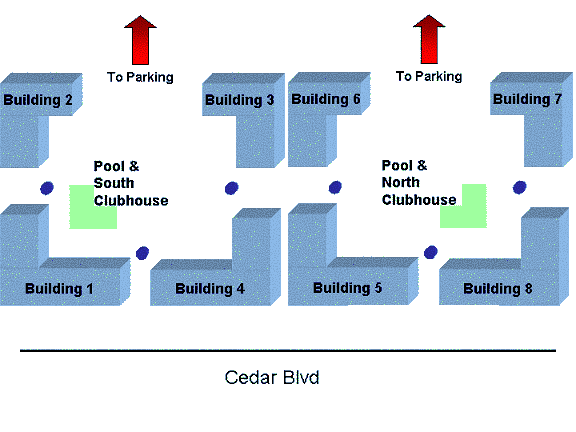 To Parking
To Parking
Building 2
Building 3
Building 6
Building 7
Pool &
South
Clubhouse
Pool &
North
Clubhouse
Building 1
Building 4
Building 5
Building 8
Cedar Blvd